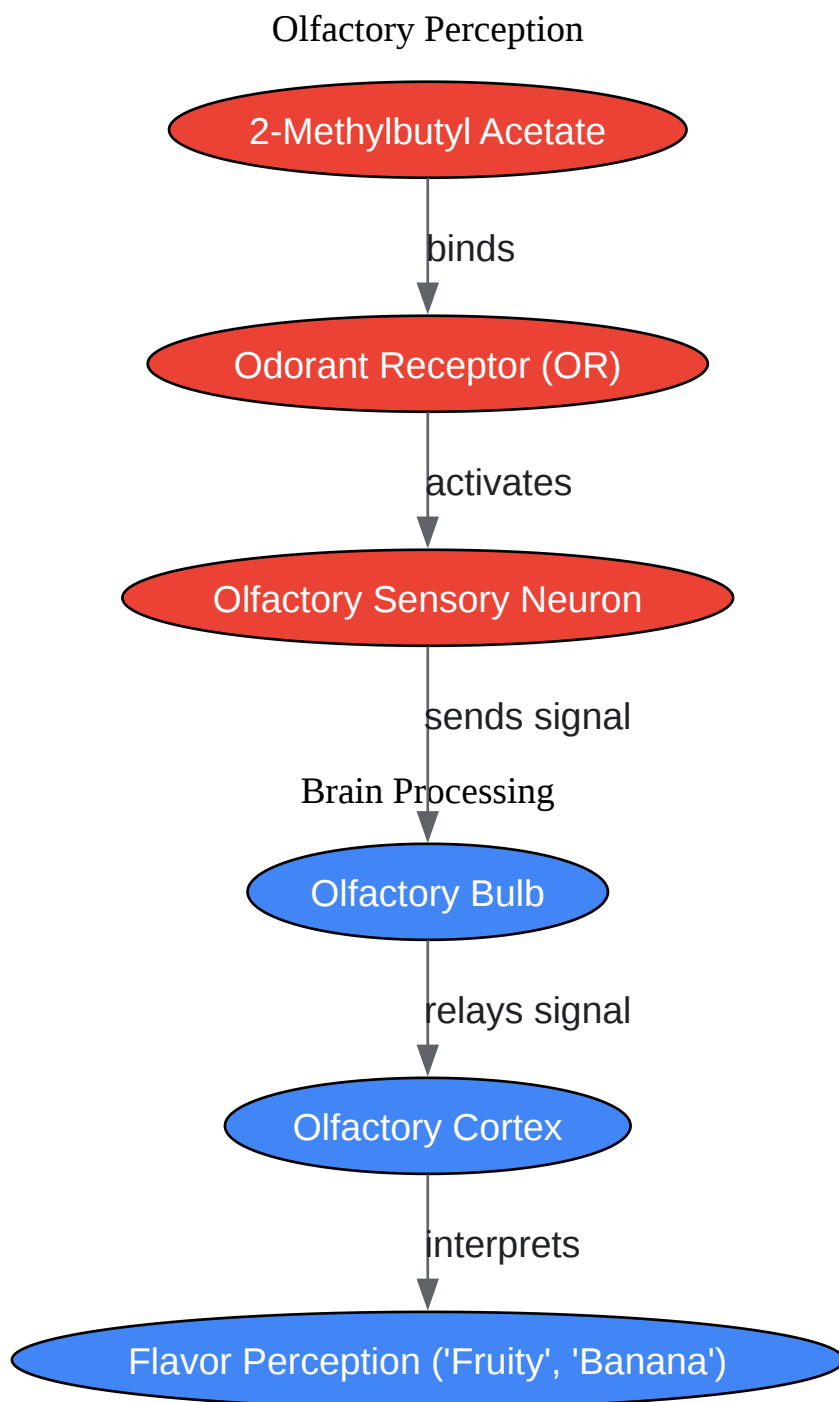 Olfactory Perception
2-Methylbutyl Acetate
binds
Odorant Receptor (OR)
activates
Olfactory Sensory Neuron
sends signal
Brain Processing
Olfactory Bulb
relays signal
Olfactory Cortex
interprets
Flavor Perception ('Fruity', 'Banana')